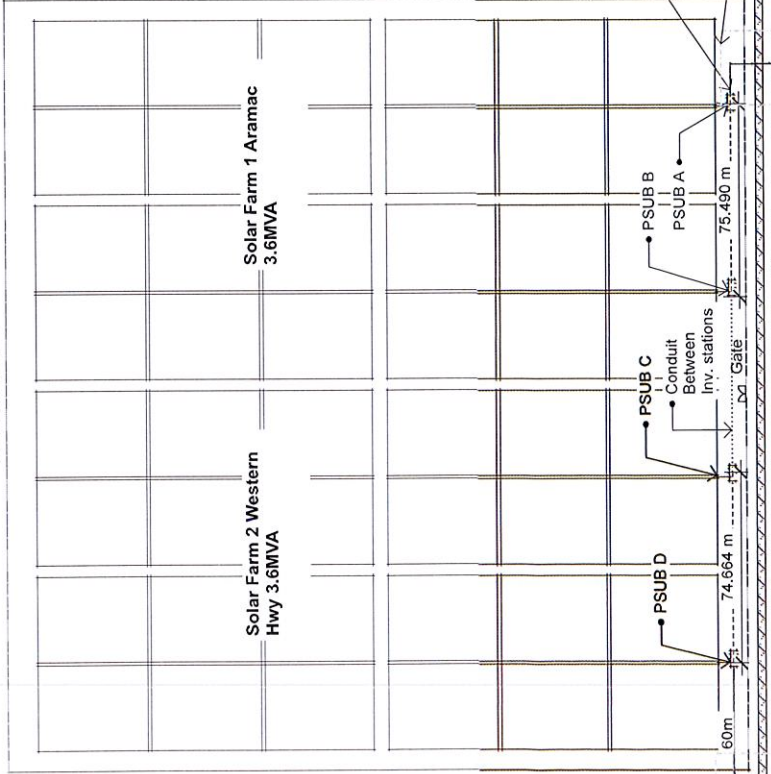 Solar Farm 1 Aramac
3.6MVA
Solar Farm 2 Western
Hwy 3.6MVA
PSUB B
PSUB A
75.490 m
PSUB C
Conduit
Between
Inv. stations
Gate
PSUB D
74.664 m
60m